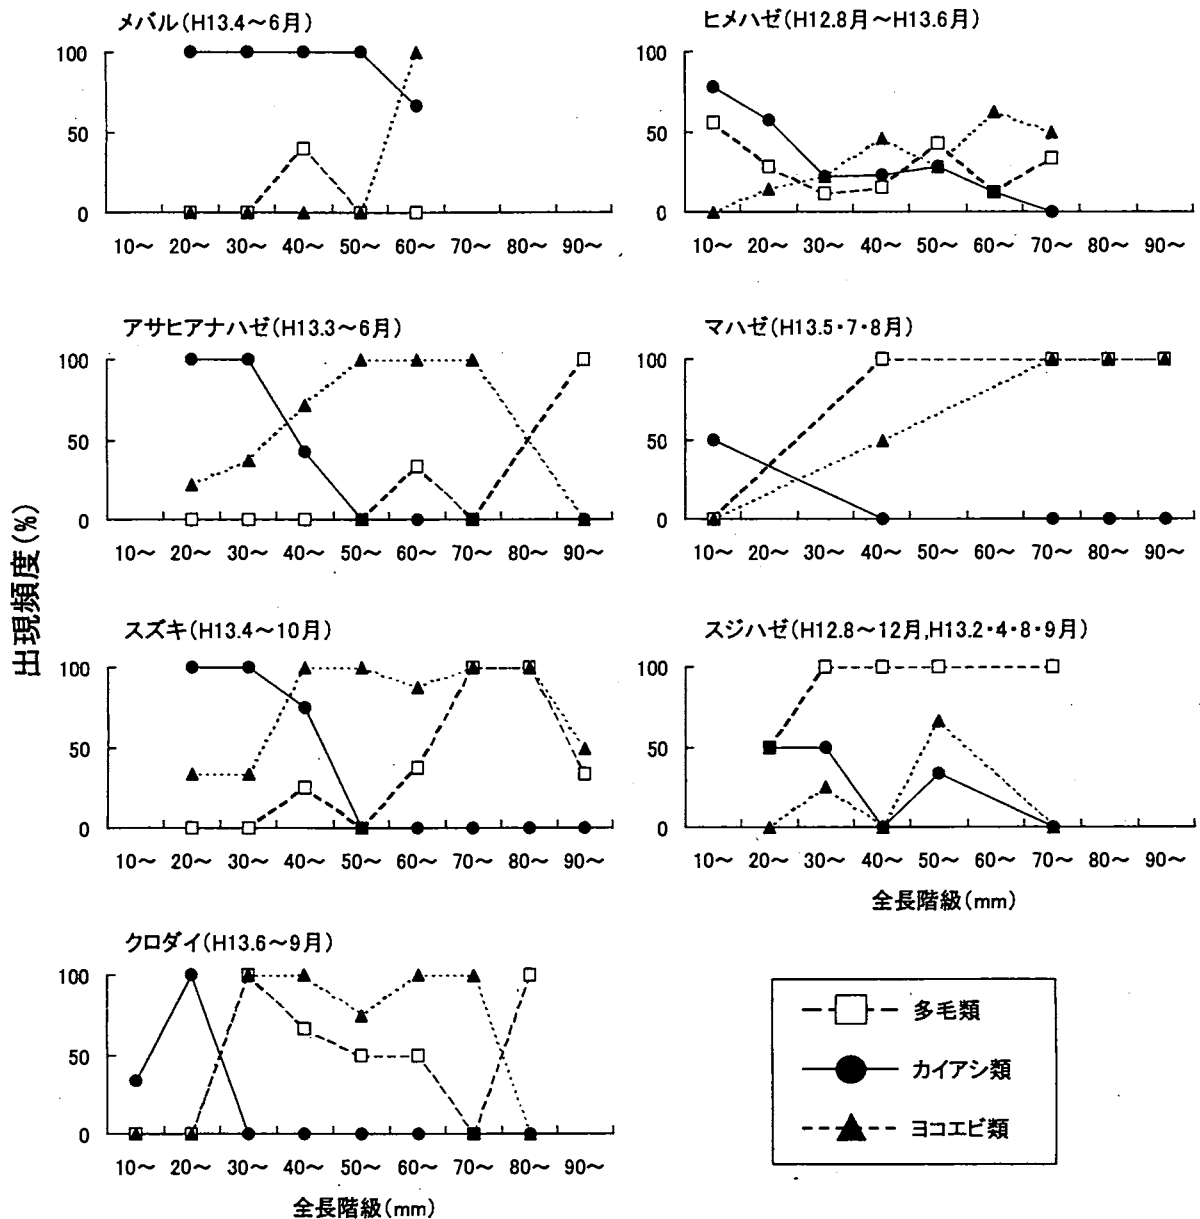 メバル(H13.4～6月)
100
50
0
10～ 20～ 30～ 40～ 50～ 60～ 70～ 80～ 90～
ヒメハゼ(H12.8月～H13.6月)
100
50
0
10～ 20～ 30～ 40～ 50～ 60～ 70～ 80～ 90～
アサヒアナハゼ(H13.3～6月)
100
50
0
10～ 20～ 30～ 40～ 50～ 60～ 70～ 80～ 90～
マハゼ(H13.5・7・8月)
100
50
0
10～ 20～ 30～ 40～ 50～ 60～ 70～ 80～ 90～
出現頻度(%)
スズキ(H13.4～10月)
100
50
0
10～ 20～ 30～ 40～ 50～ 60～ 70～ 80～ 90～
スジハゼ(H12.8～12月,H13.2・4・8・9月)
100
50
0
10～ 20～ 30～ 40～ 50～ 60～ 70～ 80～ 90～
全長階級(mm)
クロダイ(H13.6～9月)
100
50
0
10～ 20～ 30～ 40～ 50～ 60～ 70～ 80～ 90～
全長階級(mm)
多毛類
カイアシ類
ヨコエビ類